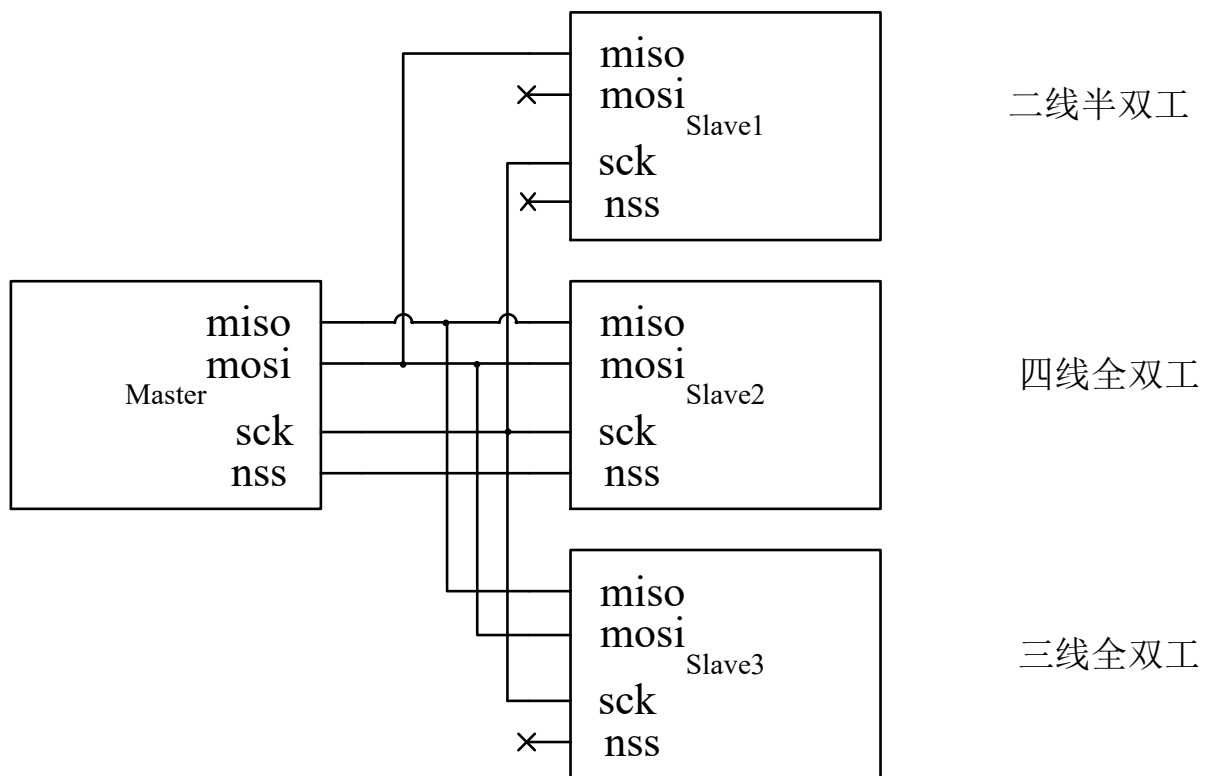 miso
mosi
Slave1
sck
nss
二线半双工
miso
mosi
Master
sck
nss
miso
mosi
Slave2
sck
nss
四线全双工
miso
mosi
Slave3
sck
nss
三线全双工